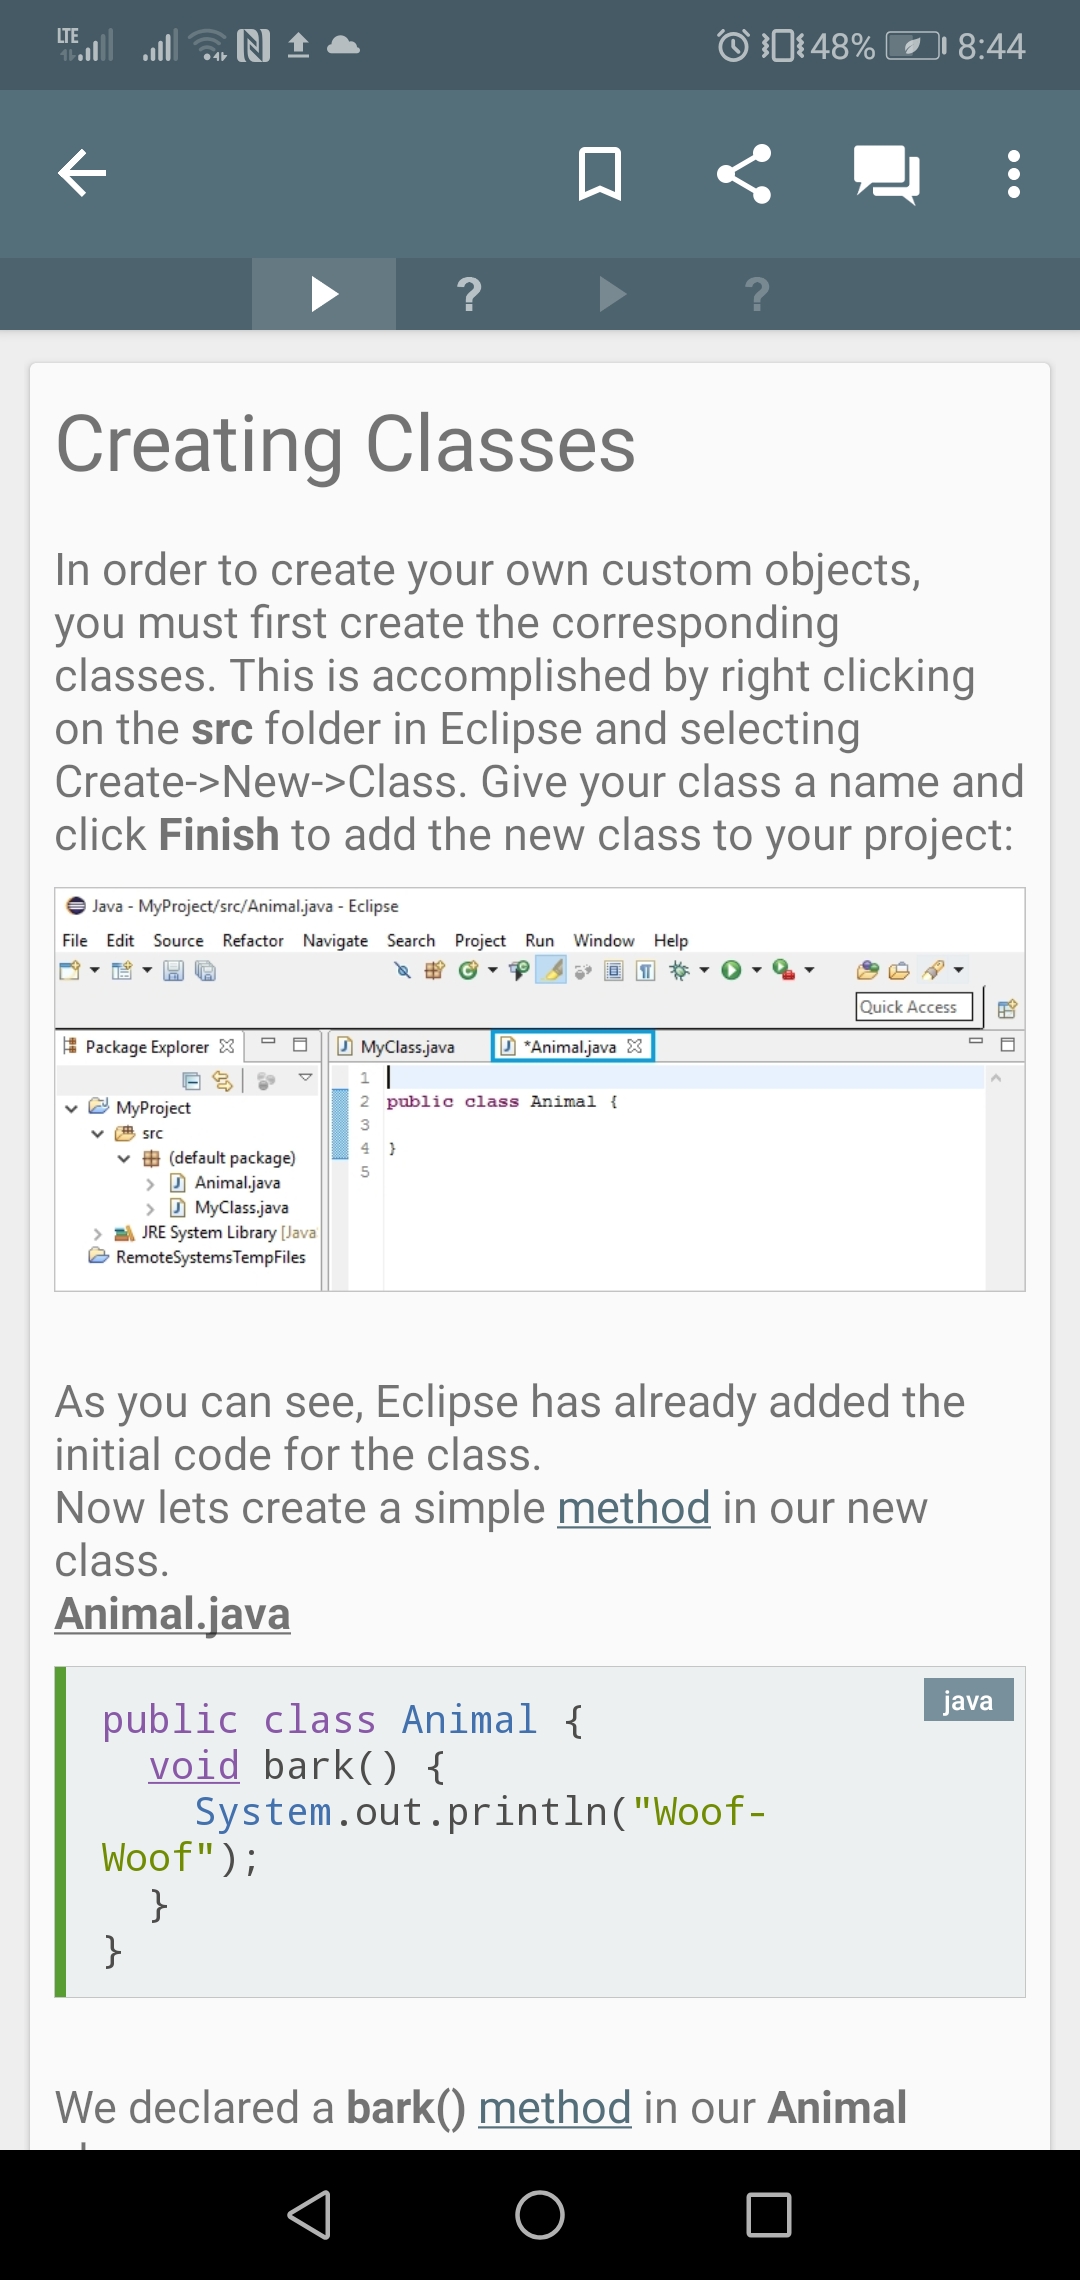 LTE 48% 8:44
?
?
Creating Classes
In order to create your own custom objects,
you must first create the corresponding
classes. This is accomplished by right clicking
on the src folder in Eclipse and selecting
Create->New->Class. Give your class a name and
click Finish to add the new class to your project:
Java - MyProject/src/Animal.java - Eclipse
File Edit Source Refactor Navigate Search Project Run Window Help
Quick Access
Package Explorer
MyProject
src
(default package)
Animal.java
MyClass.java
JRE System Library [Java
RemoteSystemsTempFiles
MyClass.java *Animal.java
1
2 public class Animal {
3
4 }
5
As you can see, Eclipse has already added the
initial code for the class.
Now lets create a simple method in our new
class.
Animal.java
java
public class Animal {
void bark() {
System.out.println("Woof-
Woof");
}
}
We declared a bark() method in our Animal